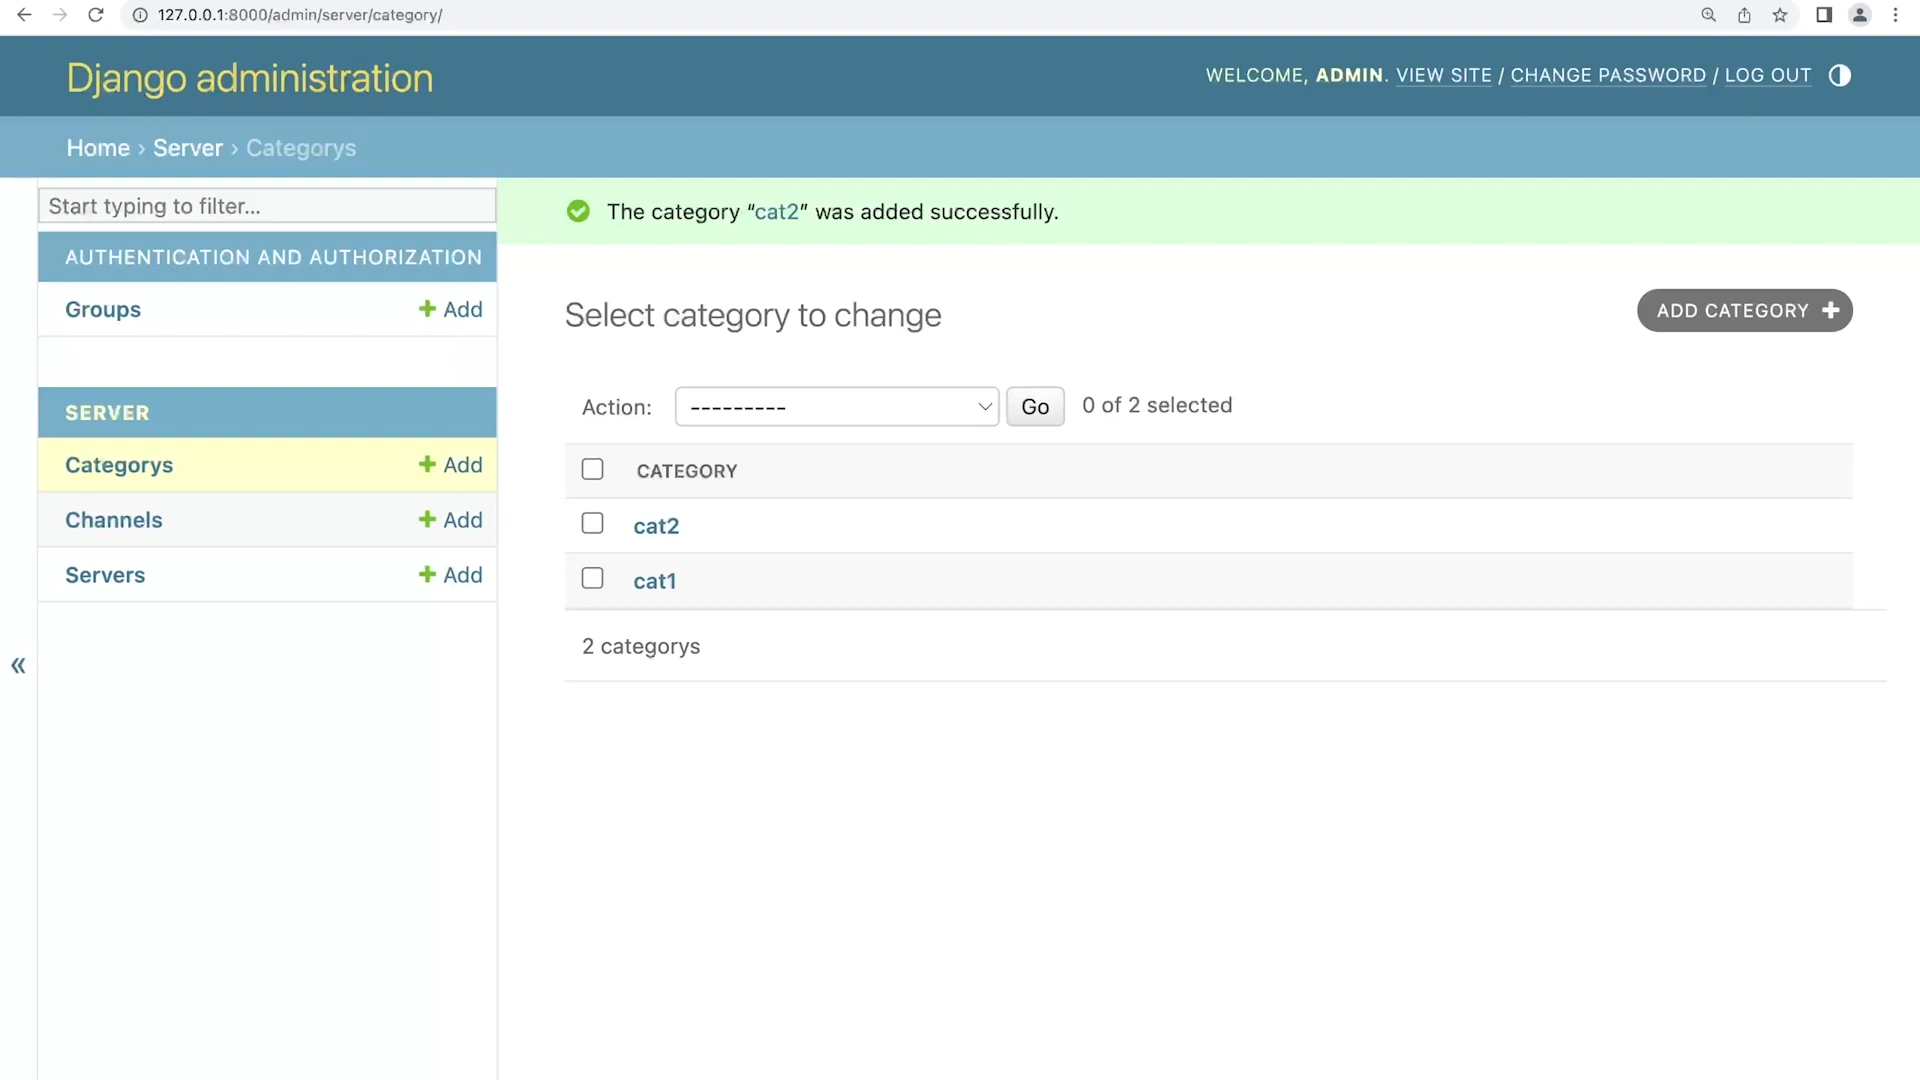 127.0.0.1:8000/admin/server/category/
Django administration
WELCOME, ADMIN. VIEW SITE / CHANGE PASSWORD / LOG OUT
Home › Server › Categorys
Start typing to filter...
The category “cat2” was added successfully.
AUTHENTICATION AND AUTHORIZATION
Groups
+ Add
Select category to change
ADD CATEGORY +
SERVER
Categorys
+ Add
Channels
+ Add
Servers
+ Add
Action: --------- Go 0 of 2 selected
CATEGORY
cat2
cat1
2 categorys
«